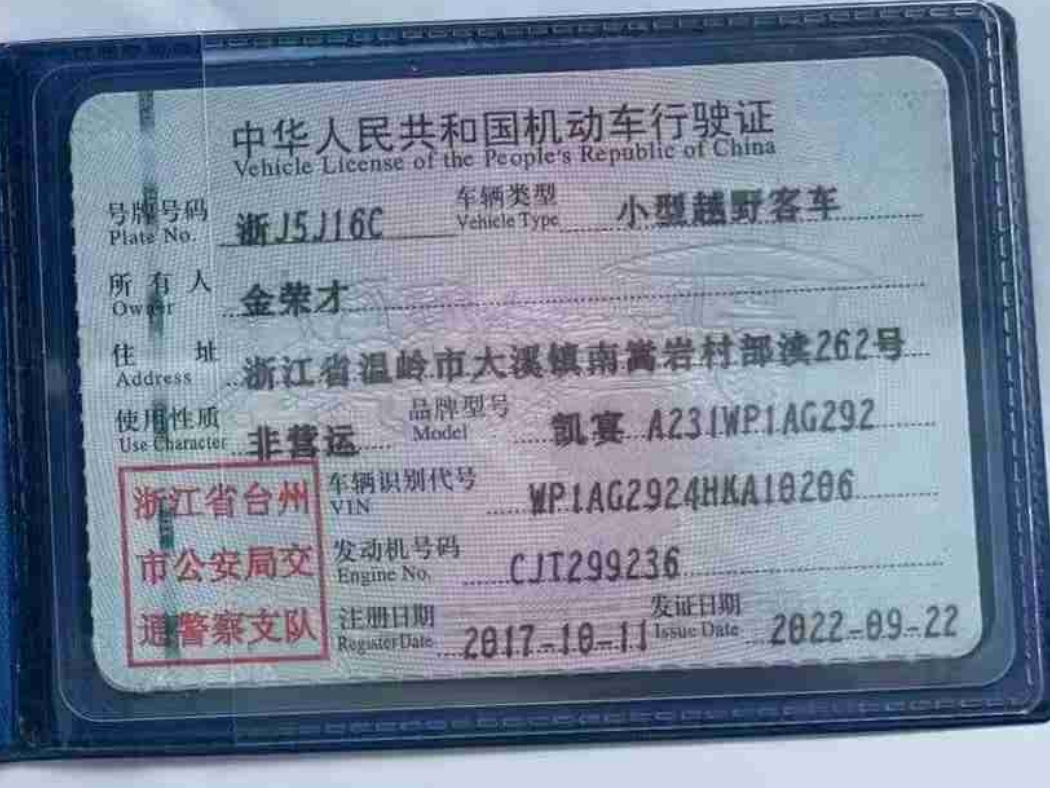 中华人民共和国机动车行驶证
Vehicle License of the People's Republic of China
号牌号码 浙J5J16C 车辆类型 小型越野客车
Plate No. Vehicle Type
所有人 金荣才
Owner
住址 浙江省温岭市大溪镇南嵩岩村部渎262号
Address
使用性质 非营运 品牌型号 凯宴 A231WP1AG292
Use Character Model
浙江省台州 车辆识别代号 WP1AG2924HKA10206
VIN
市公安局交 发动机号码 CJT299236
Engine No.
通警察支队 注册日期 2017-10-11 发证日期 2022-09-22
Register Date Issue Date